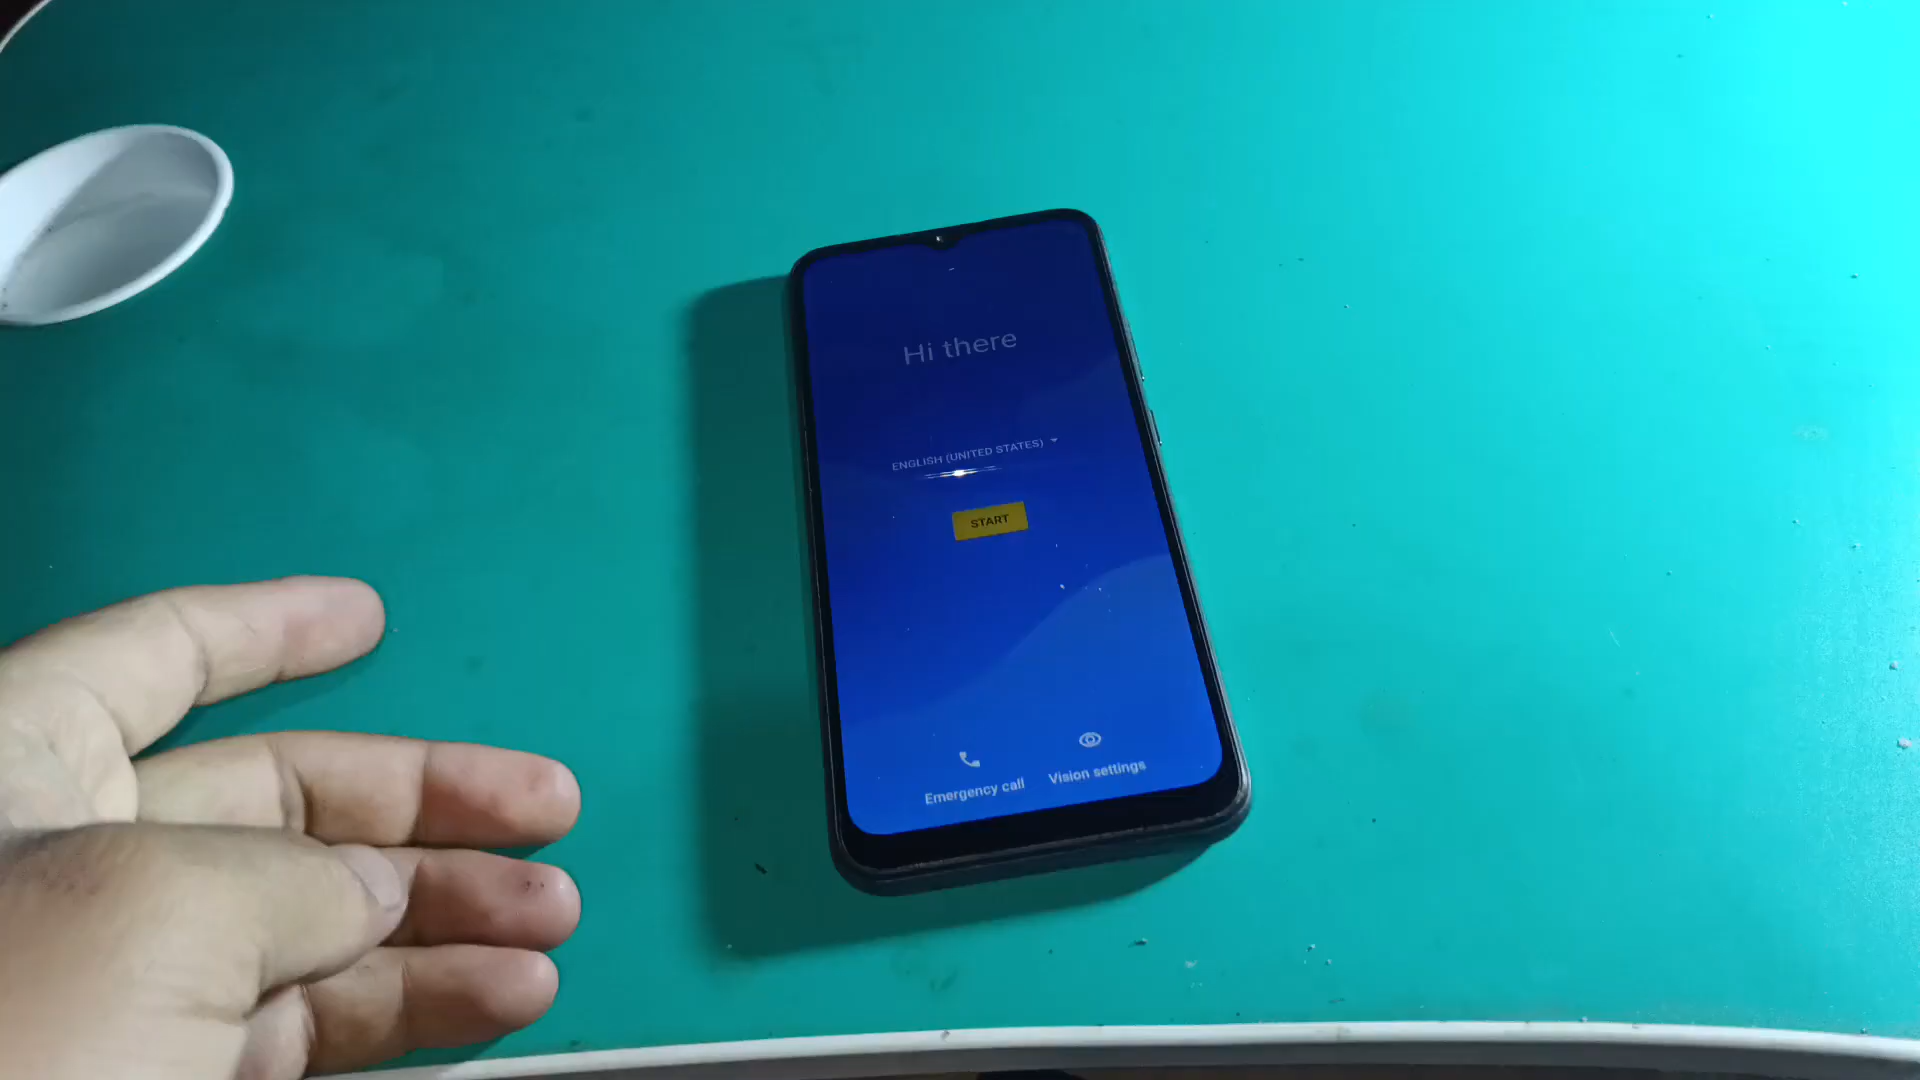 Hi there
ENGLISH (UNITED STATES)
START
Emergency call
Vision settings